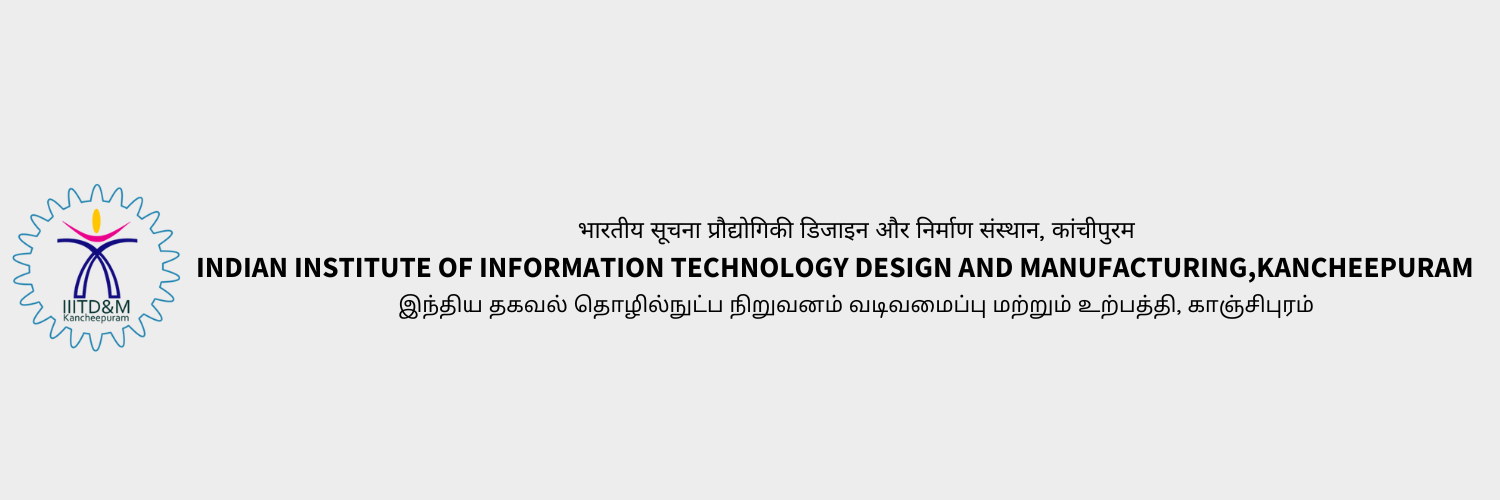 IIITD&M
Kancheepuram
भारतीय सूचना प्रौद्योगिकी डिजाइन और निर्माण संस्थान, कांचीपुरम
INDIAN INSTITUTE OF INFORMATION TECHNOLOGY DESIGN AND MANUFACTURING,KANCHEEPURAM
இந்திய தகவல் தொழில்நுட்ப நிறுவனம் வடிவமைப்பு மற்றும் உற்பத்தி, காஞ்சிபுரம்